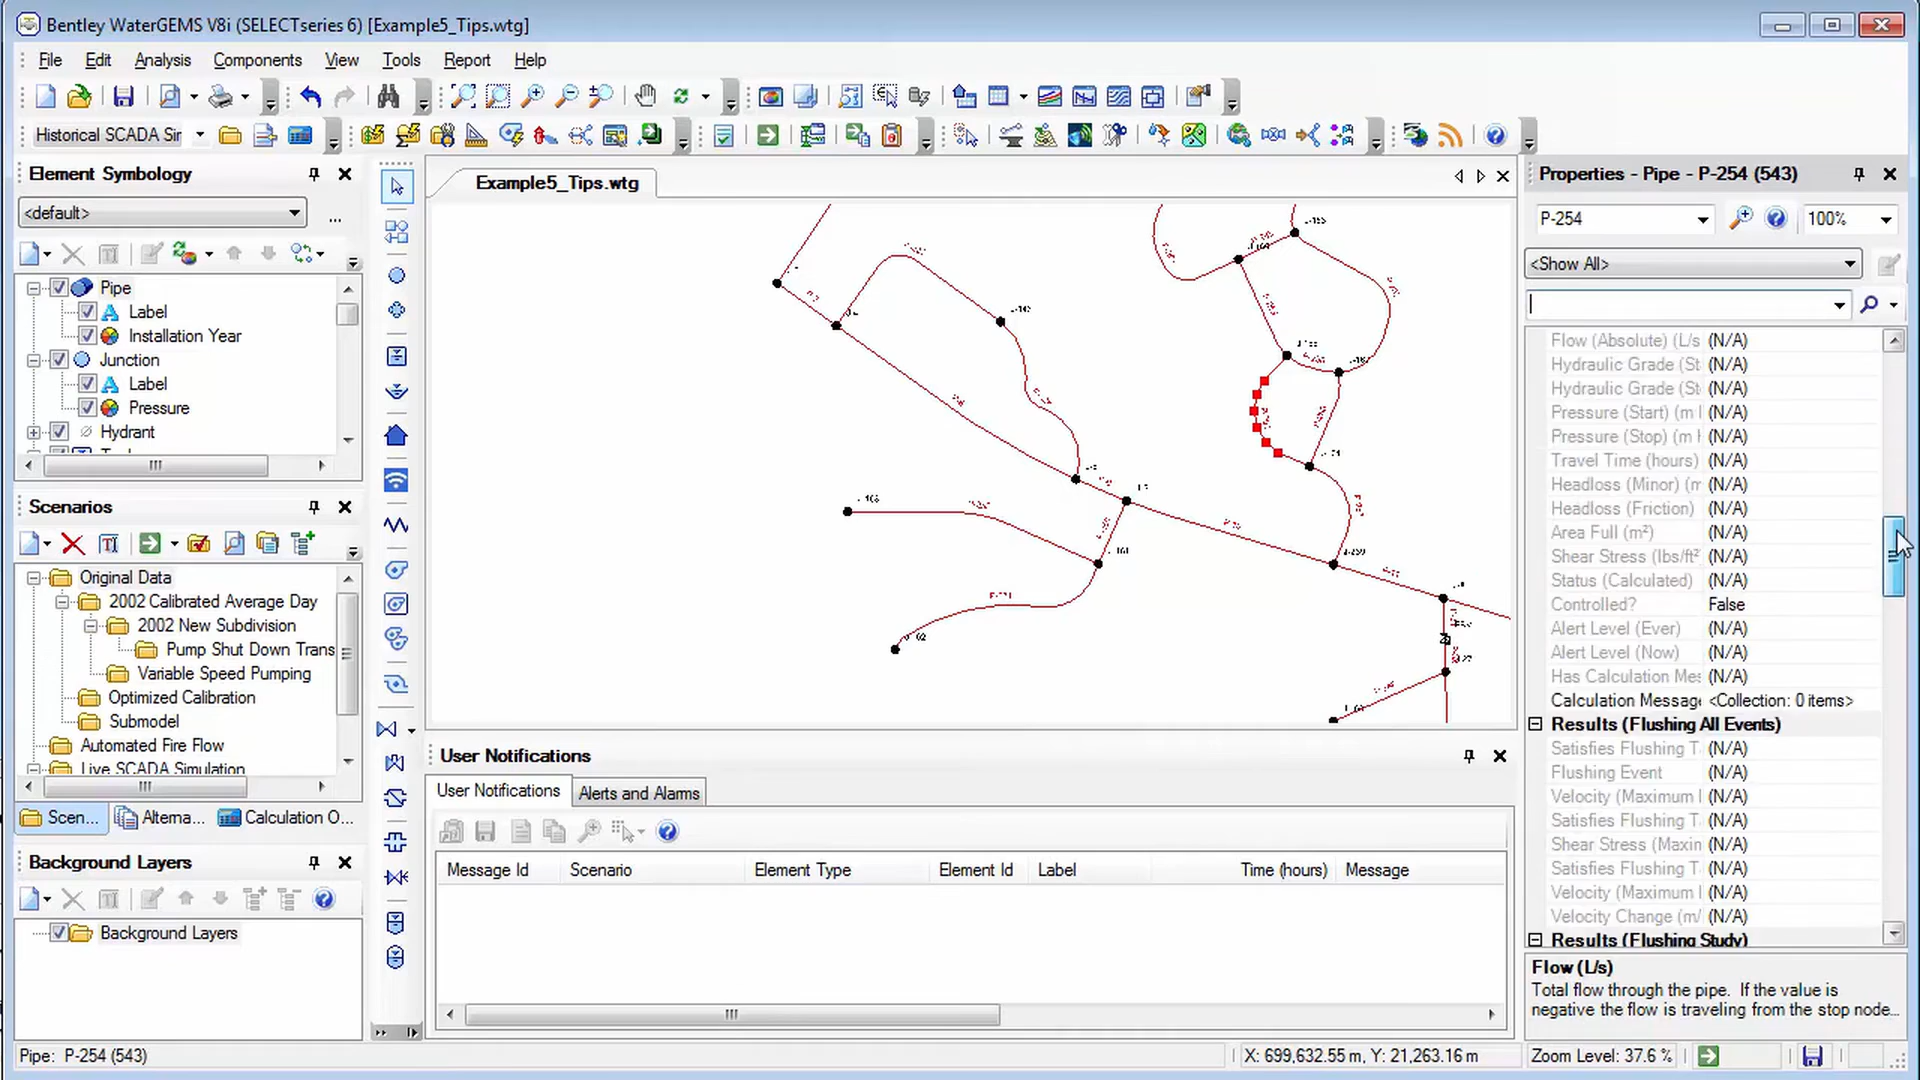 Bentley WaterGEMS V8i (SELECTseries 6) [Example5_Tips.wtg]
File Edit Analysis Components View Tools Report Help
Historical SCADA Sir
Element Symbology
<default>
...
Pipe
Label
Installation Year
Junction
Label
Pressure
Hydrant
Scenarios
Original Data
2002 Calibrated Average Day
2002 New Subdivision
Pump Shut Down Trans
Variable Speed Pumping
Optimized Calibration
Submodel
Automated Fire Flow
Live SCADA Simulation
Scen... Alterna... Calculation O...
Background Layers
Background Layers
Example5_Tips.wtg
User Notifications
User Notifications Alerts and Alarms
Message Id Scenario Element Type Element Id Label Time (hours) Message
Properties - Pipe - P-254 (543)
P-254 100%
<Show All>
Flow (Absolute) (L/s (N/A)
Hydraulic Grade (St (N/A)
Hydraulic Grade (St (N/A)
Pressure (Start) (m l (N/A)
Pressure (Stop) (m l (N/A)
Travel Time (hours) (N/A)
Headloss (Minor) (m (N/A)
Headloss (Friction) (N/A)
Area Full (m²) (N/A)
Shear Stress (lbs/ft² (N/A)
Status (Calculated) (N/A)
Controlled? False
Alert Level (Ever) (N/A)
Alert Level (Now) (N/A)
Has Calculation Mes (N/A)
Calculation Message <Collection: 0 items>
Results (Flushing All Events)
Satisfies Flushing T (N/A)
Flushing Event (N/A)
Velocity (Maximum (N/A)
Satisfies Flushing T (N/A)
Shear Stress (Maxin (N/A)
Satisfies Flushing T (N/A)
Velocity (Maximum (N/A)
Velocity Change (m/ (N/A)
Results (Flushing Study)
Flow (L/s)
Total flow through the pipe. If the value is
negative the flow is traveling from the stop node...
Pipe: P-254 (543)
X: 699,632.55 m, Y: 21,263.16 m
Zoom Level: 37.6 %